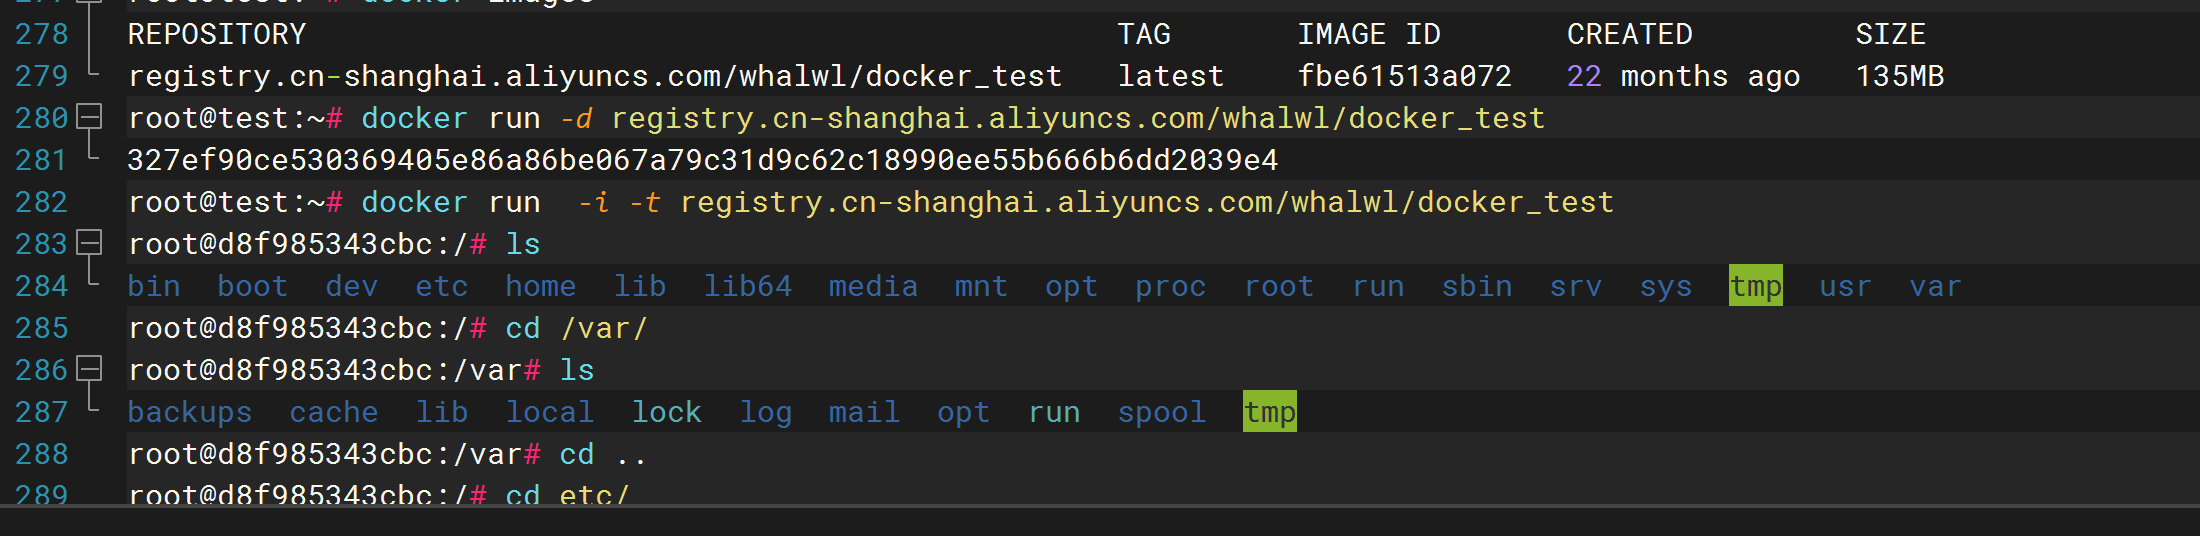 278 REPOSITORY TAG IMAGE ID CREATED SIZE
279 registry.cn-shanghai.aliyuncs.com/whalwl/docker_test latest fbe61513a072 22 months ago 135MB
280 root@test:~# docker run -d registry.cn-shanghai.aliyuncs.com/whalwl/docker_test
281 327ef90ce530369405e86a86be067a79c31d9c62c18990ee55b666b6dd2039e4
282 root@test:~# docker run  -i -t registry.cn-shanghai.aliyuncs.com/whalwl/docker_test
283 root@d8f985343cbc:/# ls
284 bin boot dev etc home lib lib64 media mnt opt proc root run sbin srv sys tmp usr var
285 root@d8f985343cbc:/# cd /var/
286 root@d8f985343cbc:/var# ls
287 backups cache lib local lock log mail opt run spool tmp
288 root@d8f985343cbc:/var# cd ..
289 root@d8f985343cbc:/# cd etc/